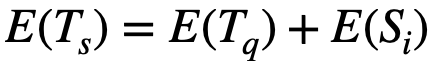 E(T_s) = E(T_q) + E(S_i)